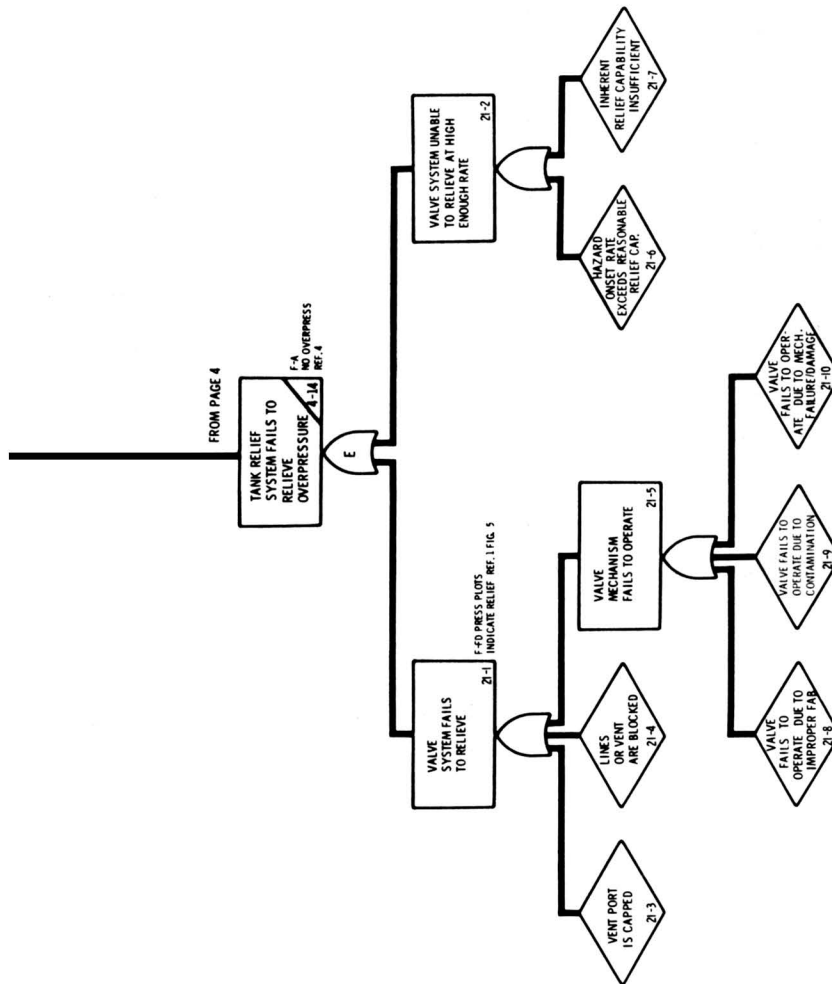 FROM PAGE 4
TANK RELIEF
SYSTEM FAILS TO
RELIEVE
OVERPRESSURE
4-14
F-A
NO OVERPRESS
REF. 4
E
VALVE
SYSTEM FAILS
TO RELIEVE
21-1
F-FD PRESS PLOTS
INDICATE RELIEF REF. 1 FIG. 5
VALVE SYSTEM UNABLE
TO RELIEVE AT HIGH
ENOUGH RATE
21-2
VENT PORT
IS CAPPED
21-3
LINES
OR VENT
ARE BLOCKED
21-4
VALVE
MECHANISM
FAILS TO OPERATE
21-5
HAZARD
ONSET RATE
EXCEEDS REASONABLE
RELIEF CAP.
21-6
INHERENT
RELIEF CAPABILITY
INSUFFICIENT
21-7
VALVE
FAILS TO
OPERATE DUE TO
IMPROPER FAB
21-8
VALVE FAILS TO
OPERATE DUE TO
CONTAMINATION
21-9
VALVE
FAILS TO OPER-
ATE DUE TO MECH.
FAILURE/DAMAGE
21-10